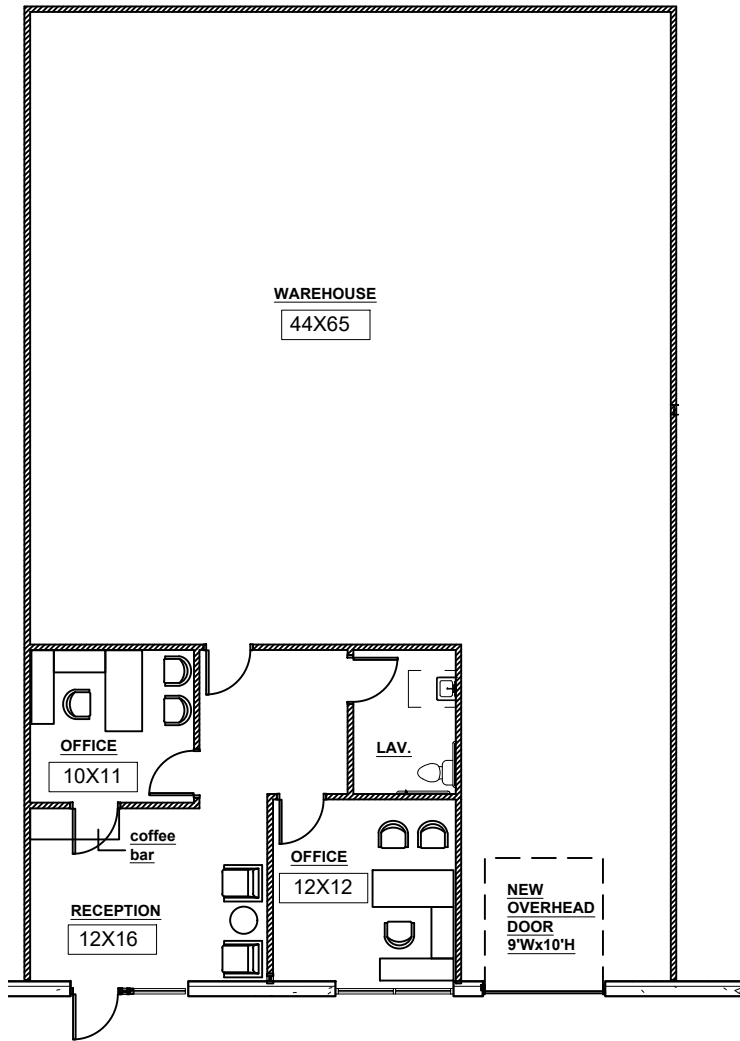 WAREHOUSE
44X65
OFFICE
10X11
LAV.
coffee
bar
OFFICE
12X12
RECEPTION
12X16
NEW
OVERHEAD
DOOR
9'Wx10'H